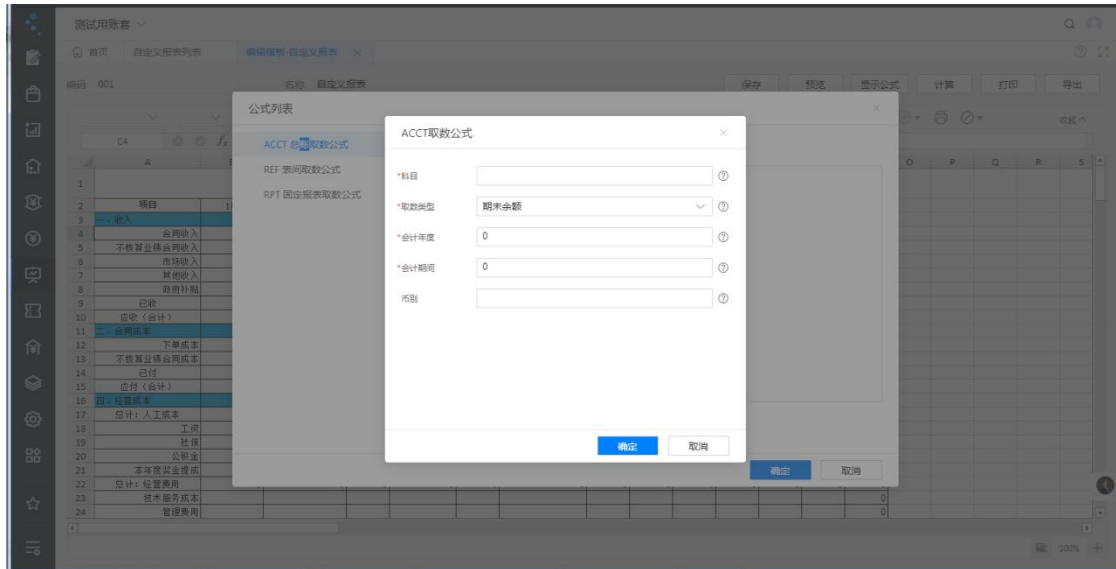 测试用账套
首页 自定义报表列表 编辑模板-自定义报表
编码 001 名称 自定义报表 保存 预览 显示公式 计算 打印 导出
收起
C4 fx
公式列表
ACCT 总账取数公式
REF 表间取数公式
RPT 固定报表取数公式
ACCT取数公式
*科目
*取数类型 期末余额
*会计年度 0
*会计期间 0
币别
确定 取消
确定 取消
A O P Q R S
1
2 项目
3 一、收入
4 合同收入
5 不核算业绩合同收入
6 市场收入
7 其他收入
8 政府补贴
9 已收
10 应收（合计）
11 二、合同成本
12 下单成本
13 不核算业绩合同成本
14 已付
15 应付（合计）
16 四、经营成本
17 总计：人工成本
18 工资
19 社保
20 公积金
21 本年度奖金提成
22 总计：经营费用
23 技术服务成本 0
24 管理费用 0
100%